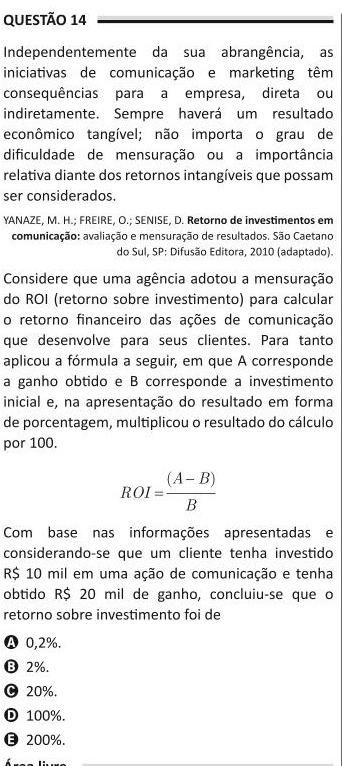 QUESTÃO 14
Independentemente da sua abrangência, as
iniciativas de comunicação e marketing têm
consequências para a empresa, direta ou
indiretamente. Sempre haverá um resultado
econômico tangível; não importa o grau de
dificuldade de mensuração ou a importância
relativa diante dos retornos intangíveis que possam
ser considerados.
YANAZE, M. H.; FREIRE, O.; SENISE, D. Retorno de investimentos em
comunicação: avaliação e mensuração de resultados. São Caetano
do Sul, SP: Difusão Editora, 2010 (adaptado).
Considere que uma agência adotou a mensuração
do ROI (retorno sobre investimento) para calcular
o retorno financeiro das ações de comunicação
que desenvolve para seus clientes. Para tanto
aplicou a fórmula a seguir, em que A corresponde
a ganho obtido e B corresponde a investimento
inicial e, na apresentação do resultado em forma
de porcentagem, multiplicou o resultado do cálculo
por 100.
ROI = (A – B) / B
Com base nas informações apresentadas e
considerando-se que um cliente tenha investido
R$ 10 mil em uma ação de comunicação e tenha
obtido R$ 20 mil de ganho, concluiu-se que o
retorno sobre investimento foi de
A 0,2%.
B 2%.
C 20%.
D 100%.
E 200%.
Área livre